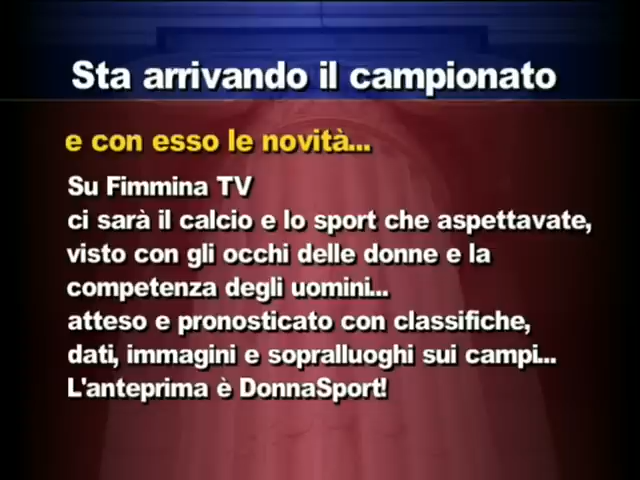 Sta arrivando il campionato
e con esso le novità...
Su Fimmina TV
ci sarà il calcio e lo sport che aspettavate,
visto con gli occhi delle donne e la
competenza degli uomini...
atteso e pronosticato con classifiche,
dati, immagini e sopralluoghi sui campi...
L'anteprima è DonnaSport!